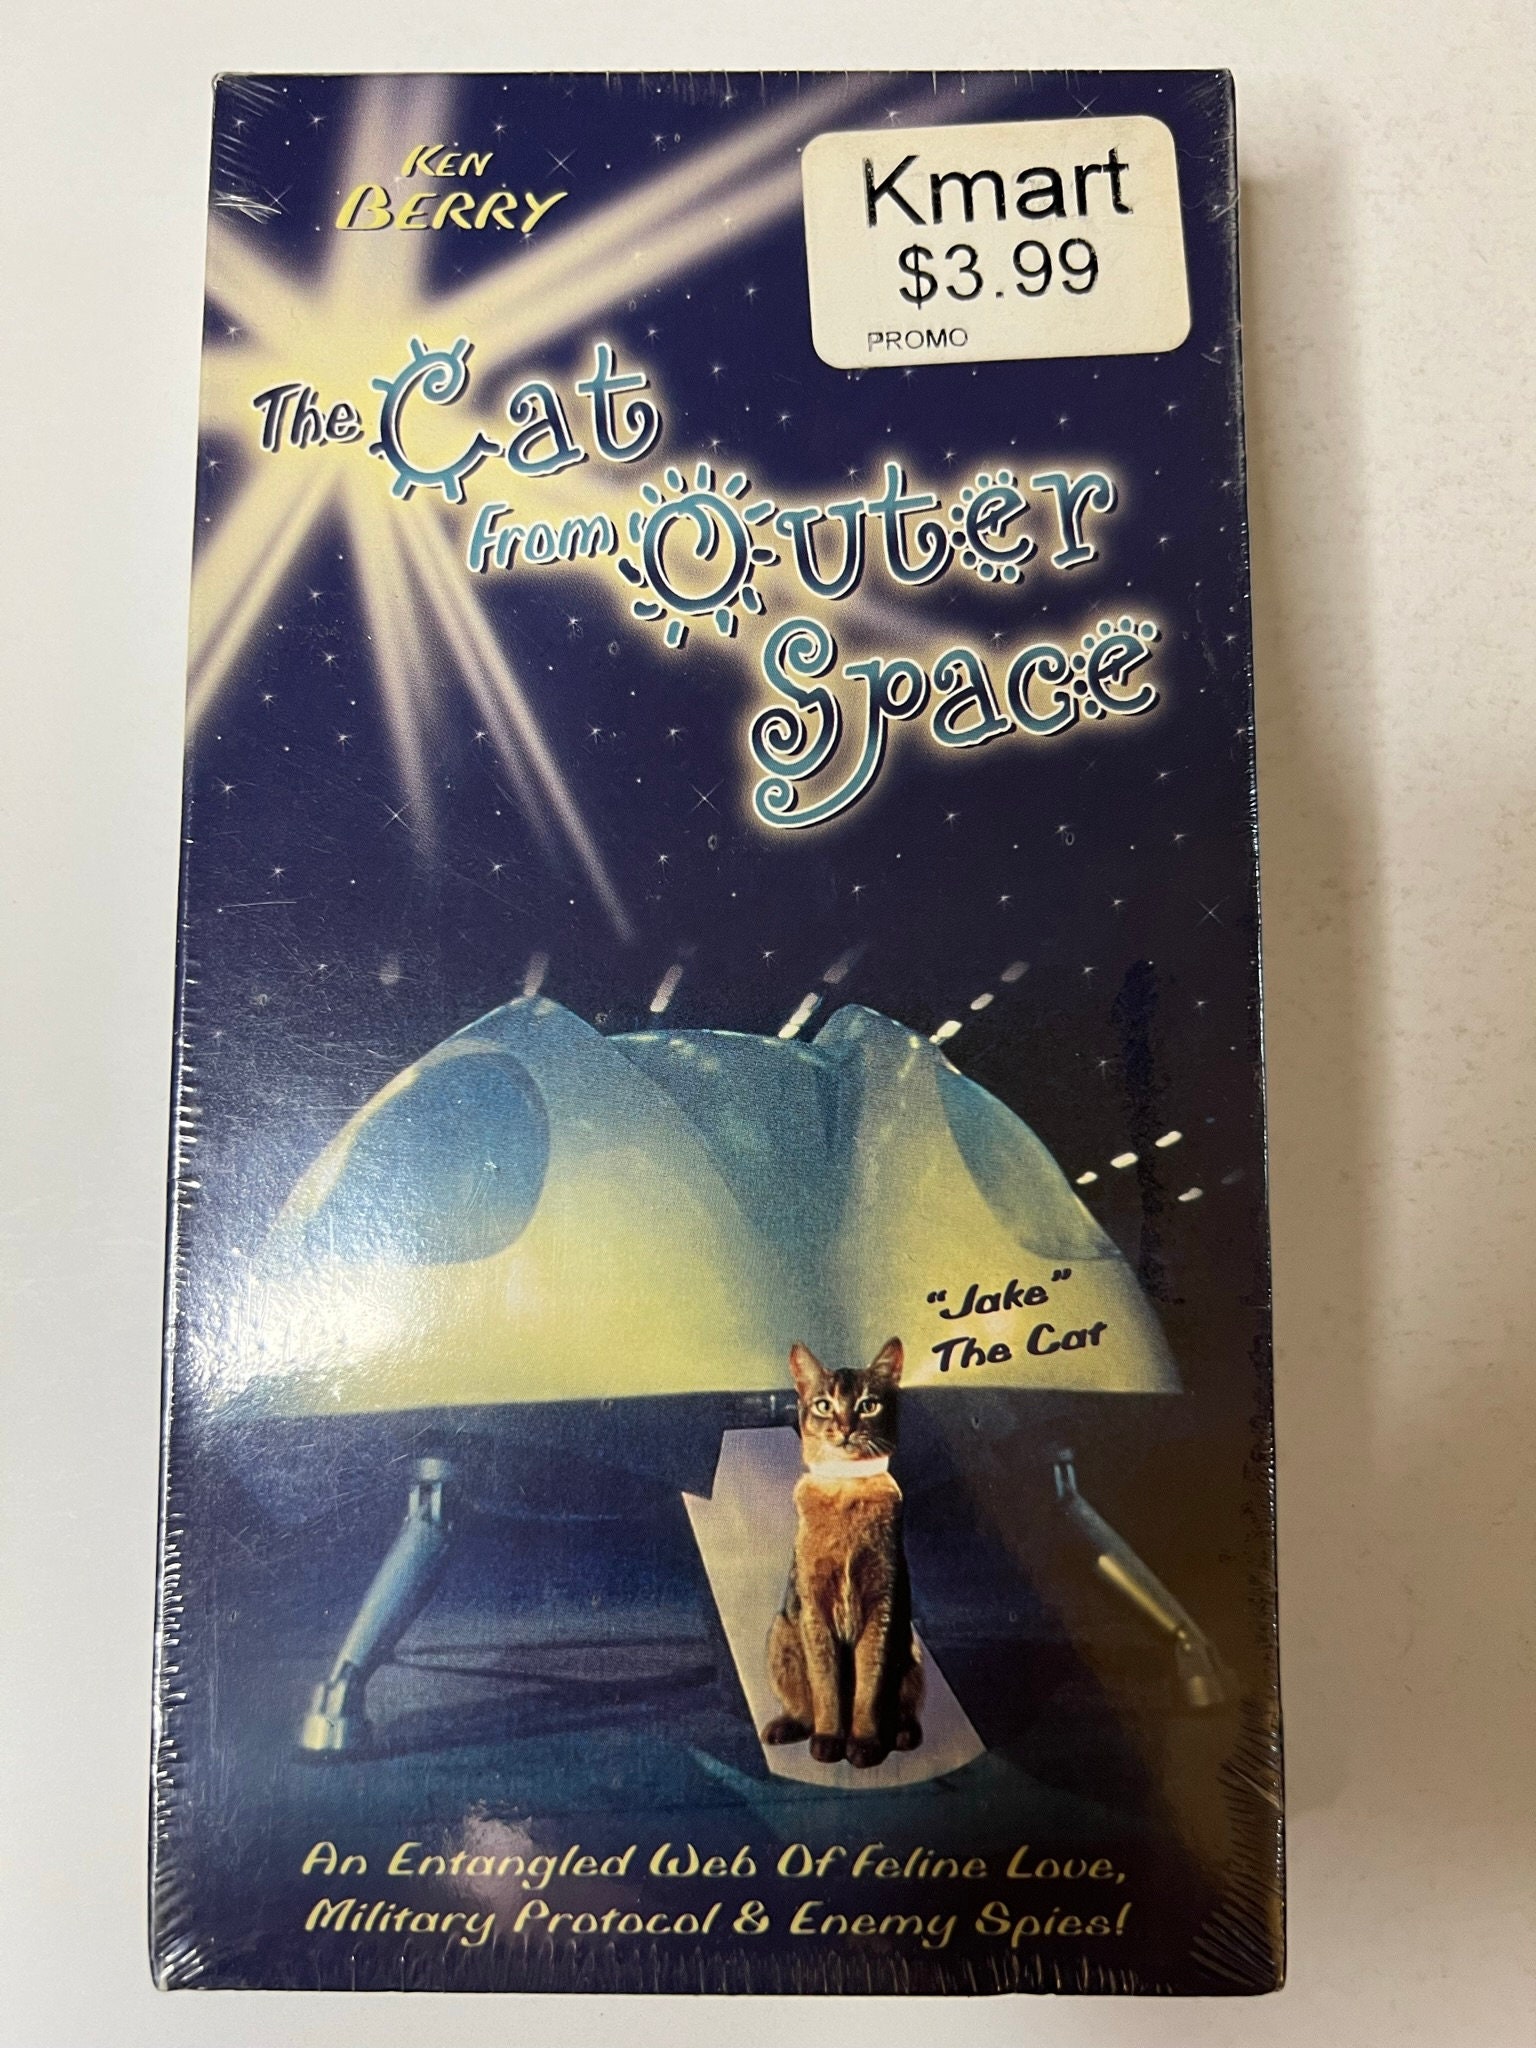 Ken
Berry
Kmart
$3.99
PROMO
The Cat
From Outer
Space
"Jake"
The Cat
An Entangled Web Of Feline Love,
Military Protocol & Enemy Spies!